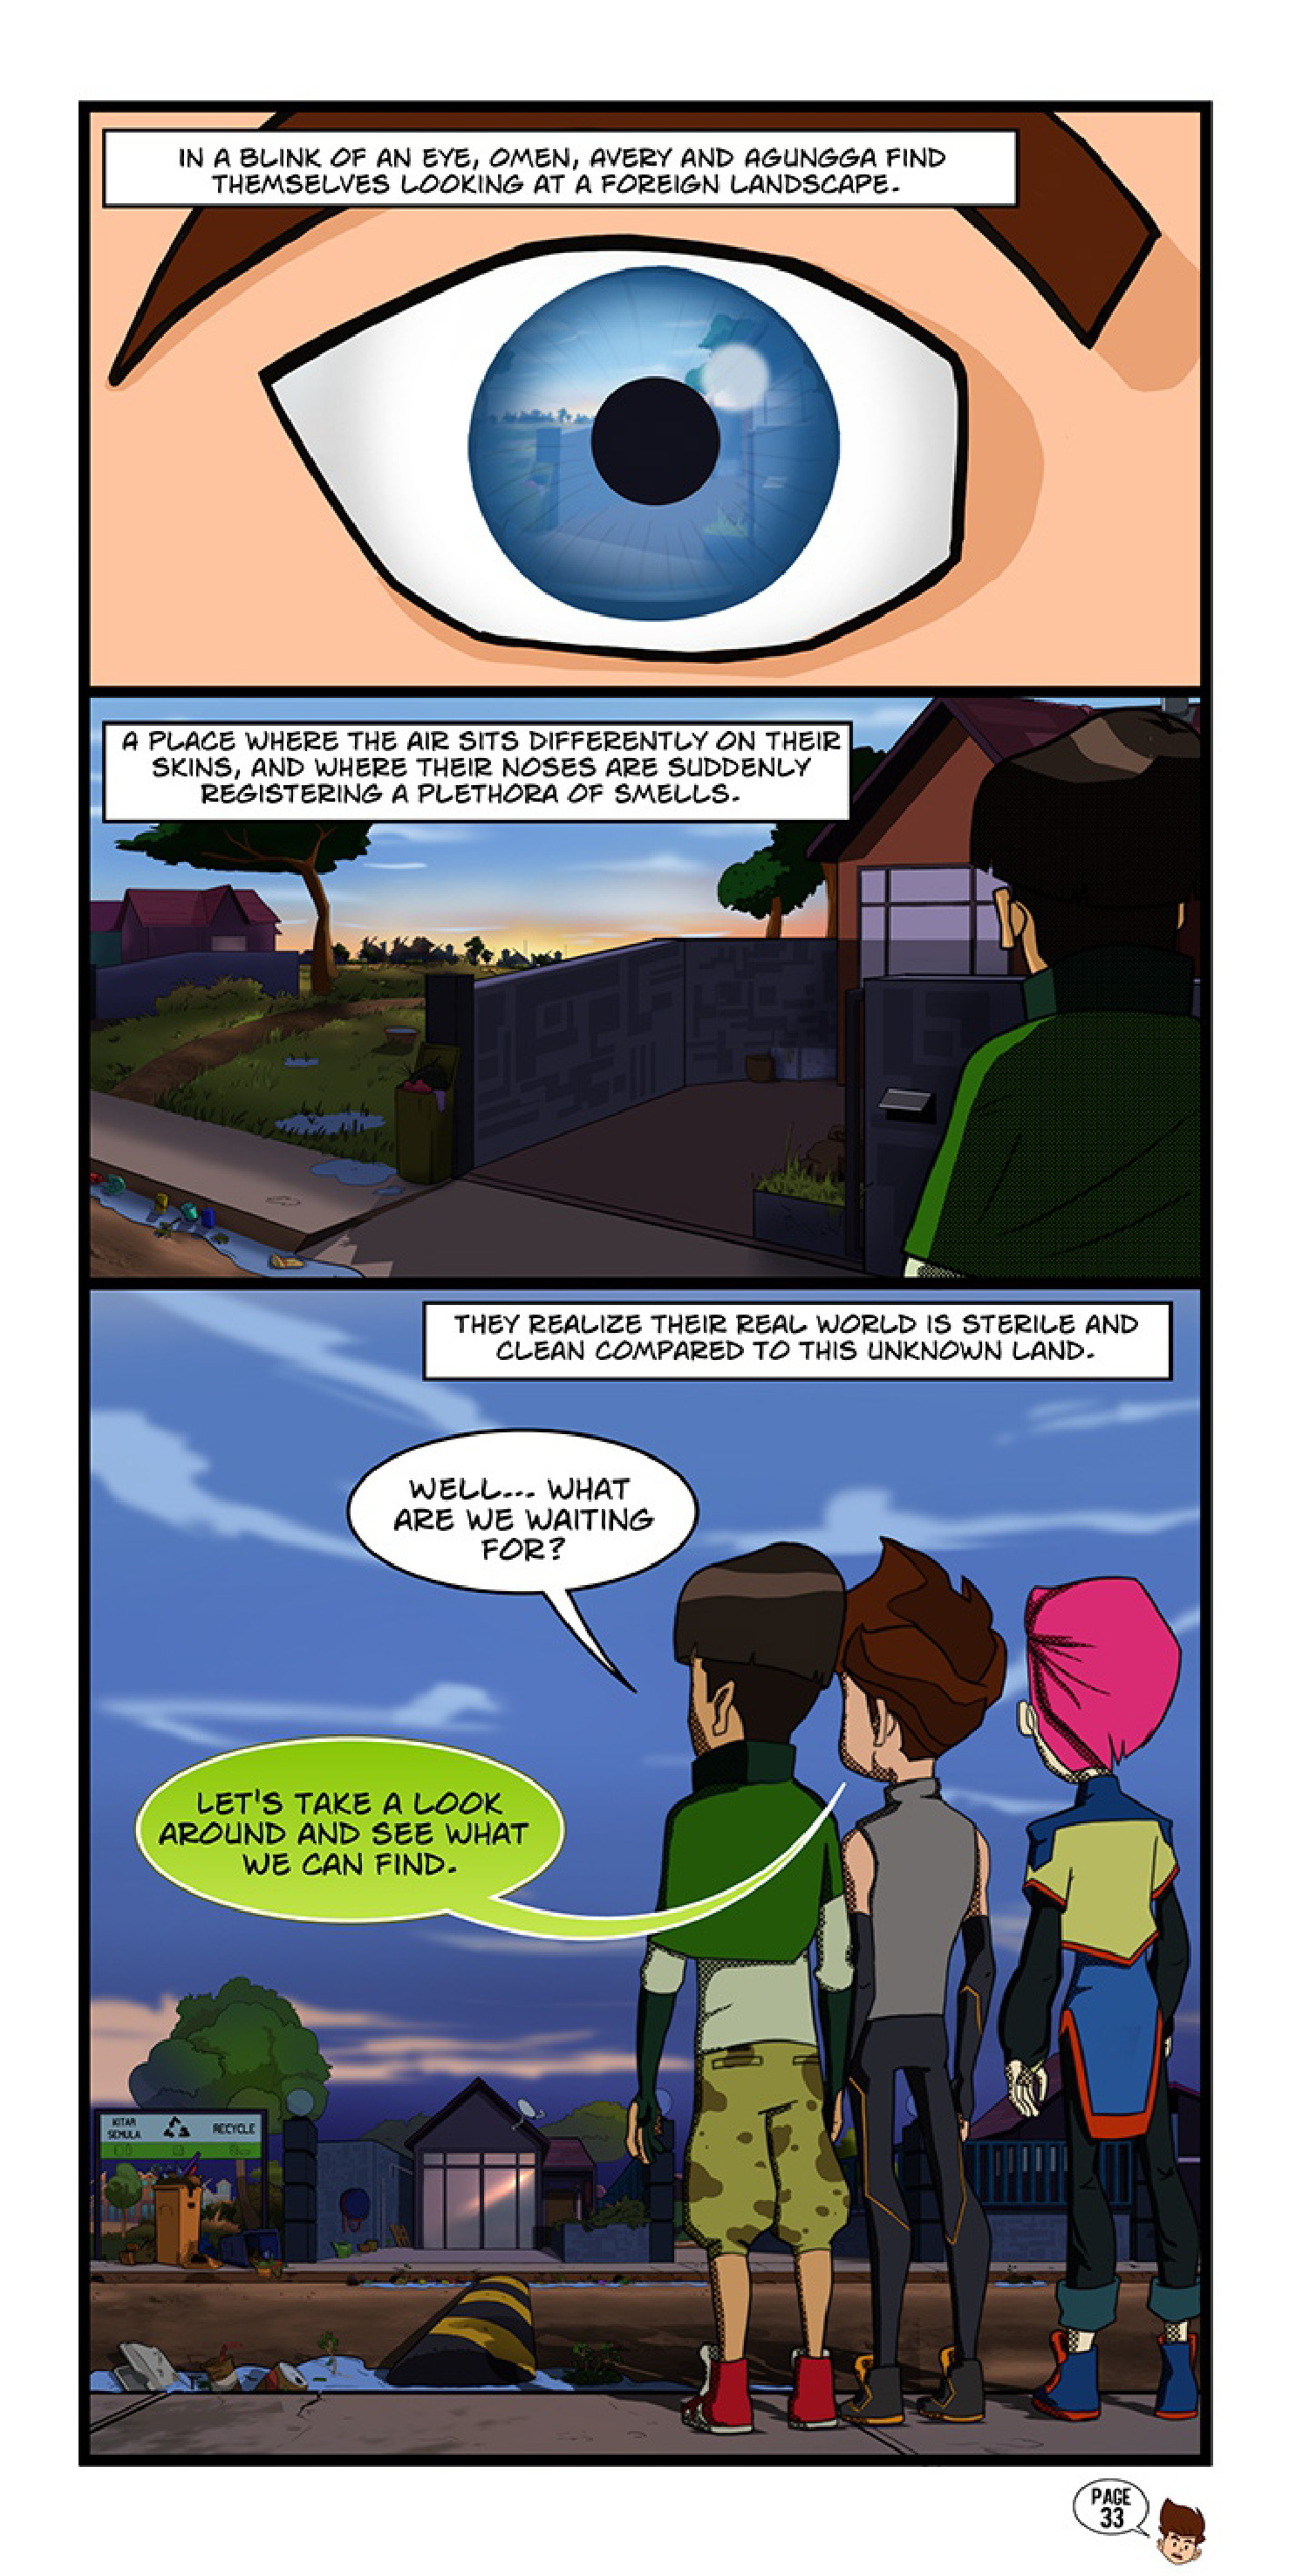 IN A BLINK OF AN EYE, OMEN, AVERY AND AGUNGGA FIND
THEMSELVES LOOKING AT A FOREIGN LANDSCAPE.
A PLACE WHERE THE AIR SITS DIFFERENTLY ON THEIR
SKINS, AND WHERE THEIR NOSES ARE SUDDENLY
REGISTERING A PLETHORA OF SMELLS.
THEY REALIZE THEIR REAL WORLD IS STERILE AND
CLEAN COMPARED TO THIS UNKNOWN LAND.
WELL... WHAT
ARE WE WAITING
FOR?
LET'S TAKE A LOOK
AROUND AND SEE WHAT
WE CAN FIND.
KITAR
SEMULA
RECYCLE
PAGE
33